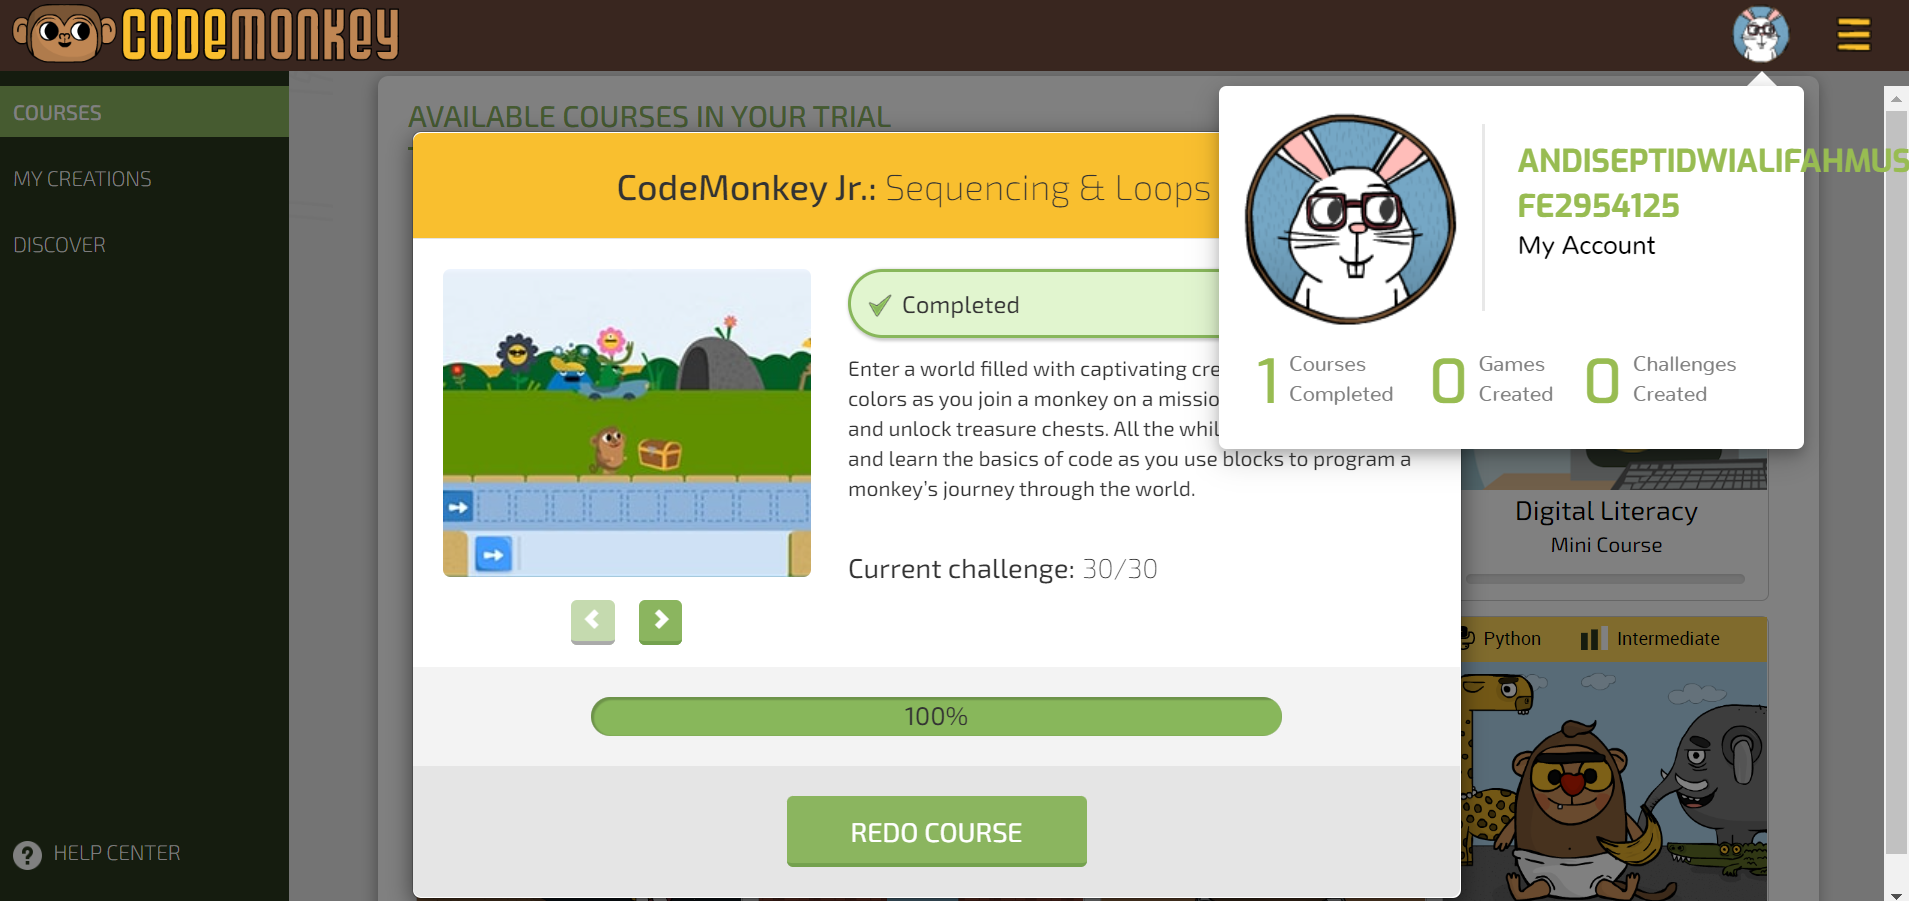 CODEMONKEY
COURSES
MY CREATIONS
DISCOVER
? HELP CENTER
AVAILABLE COURSES IN YOUR TRIAL
CodeMonkey Jr.: Sequencing & Loops
Completed
Enter a world filled with captivating cre
colors as you join a monkey on a missio
and unlock treasure chests. All the whil
and learn the basics of code as you use blocks to program a
monkey's journey through the world.
Current challenge: 30/30
100%
REDO COURSE
ANDISEPTIDWIALIFAHMUS
FE2954125
My Account
1 Courses Completed
0 Games Created
0 Challenges Created
Digital Literacy
Mini Course
Python
Intermediate